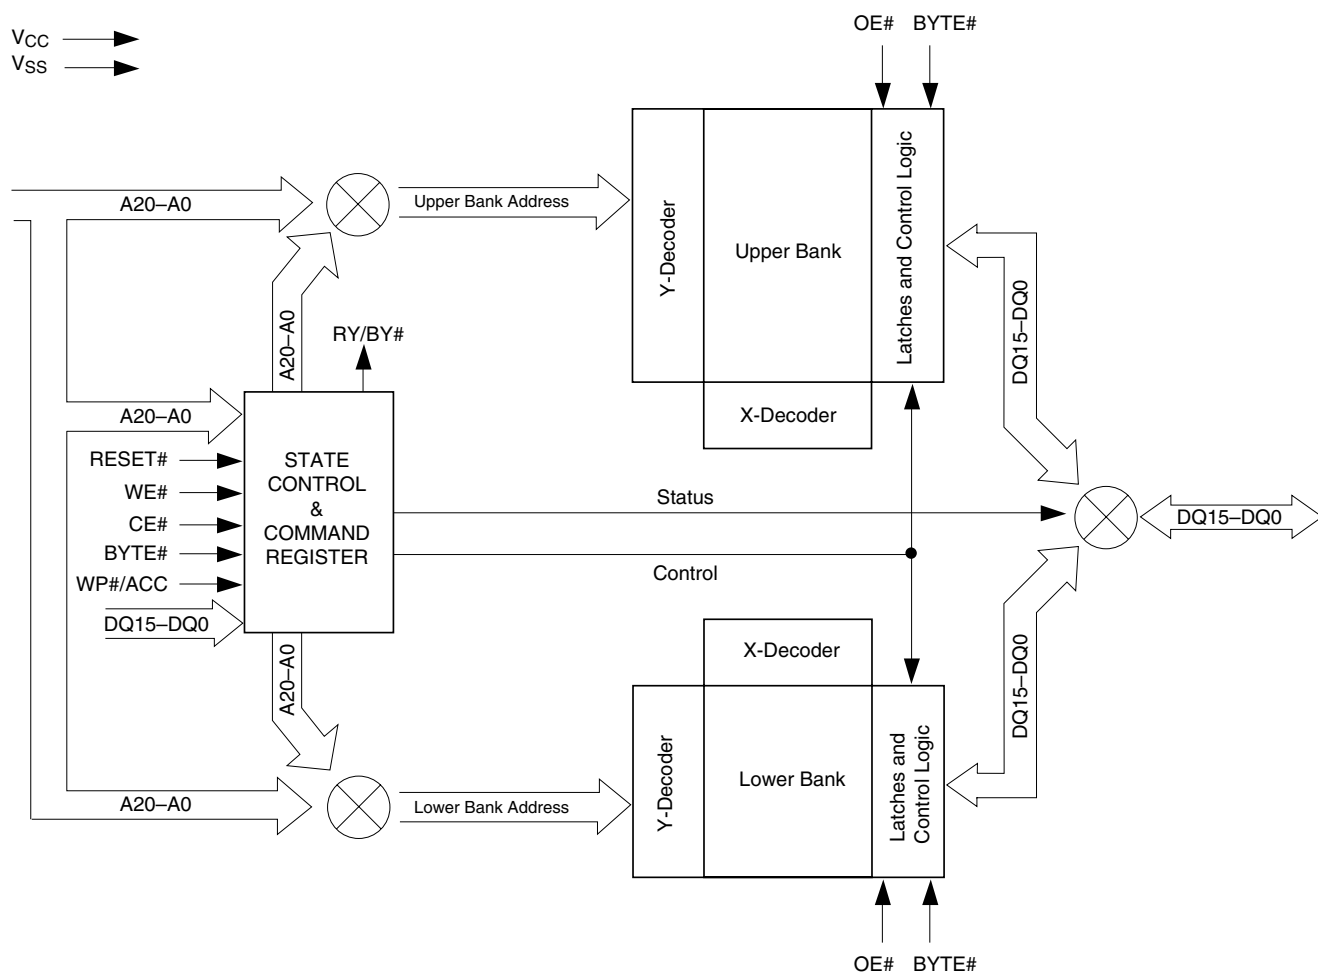 OE# BYTE#
VCC
VSS
A20–A0
Upper Bank Address
Y-Decoder
Upper Bank
Latches and Control Logic
X-Decoder
DQ15–DQ0
A20–A0
RY/BY#
A20–A0
RESET#
WE#
CE#
BYTE#
WP#/ACC
DQ15–DQ0
STATE
CONTROL
&
COMMAND
REGISTER
Status
Control
DQ15–DQ0
A20–A0
X-Decoder
Y-Decoder
Lower Bank
Latches and
Control Logic
DQ15–DQ0
A20–A0
Lower Bank Address
OE# BYTE#